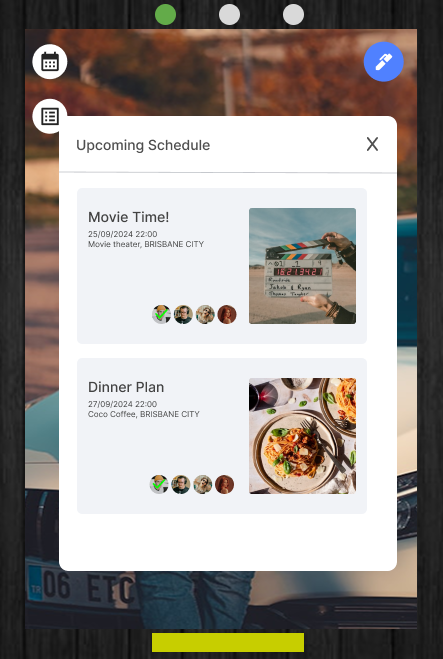 Upcoming Schedule
X
Movie Time!
25/09/2024 22:00
Movie theater, BRISBANE CITY
Dinner Plan
27/09/2024 22:00
Coco Coffee, BRISBANE CITY
TR 06 ETC